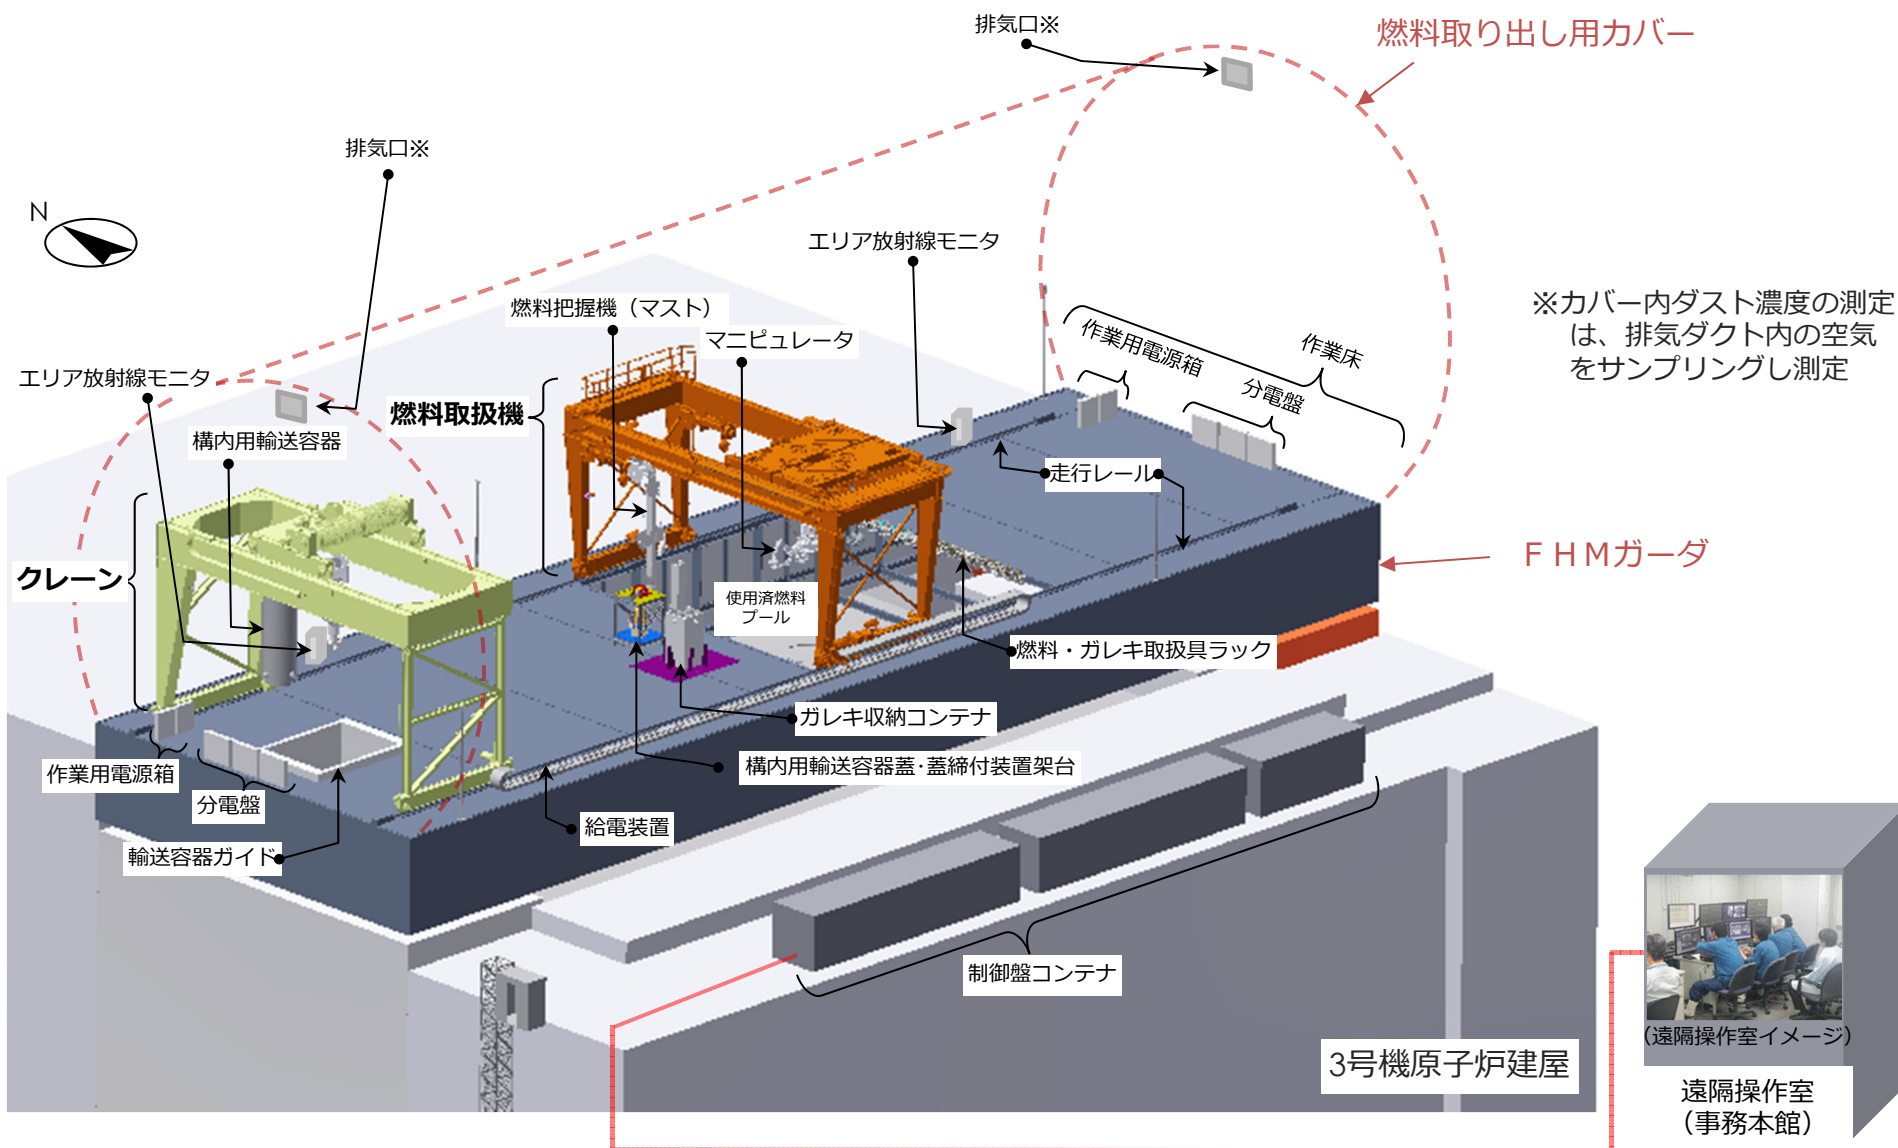 排気口※
燃料取り出し用カバー
排気口※
N
エリア放射線モニタ
燃料把握機（マスト）
マニピュレータ
※カバー内ダスト濃度の測定
は、排気ダクト内の空気
をサンプリングし測定
作業床
作業用電源箱
分電盤
エリア放射線モニタ
燃料取扱機
構内用輸送容器
走行レール
クレーン
FHMガーダ
使用済燃料
プール
燃料・ガレキ取扱具ラック
ガレキ収納コンテナ
構内用輸送容器蓋･蓋締付装置架台
作業用電源箱
分電盤
給電装置
輸送容器ガイド
制御盤コンテナ
3号機原子炉建屋
（遠隔操作室イメージ）
遠隔操作室
（事務本館）